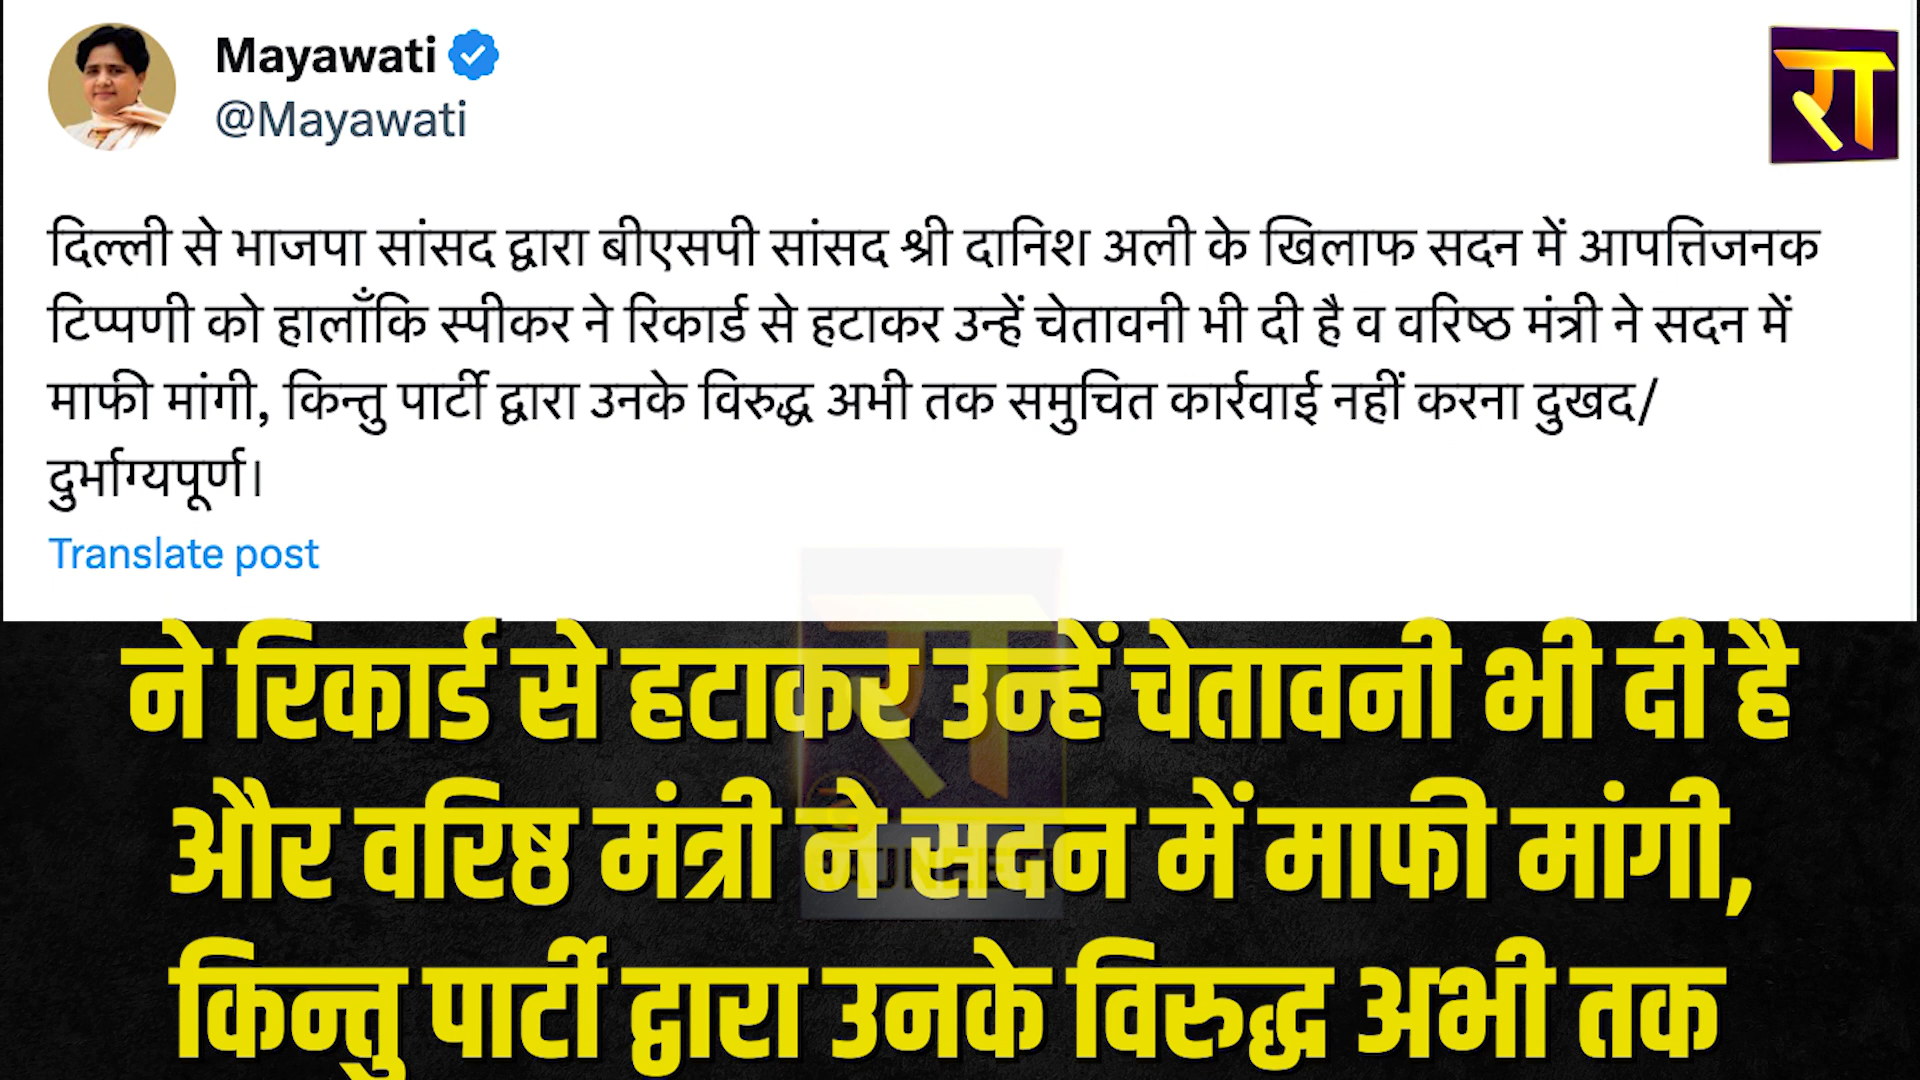 Mayawati
@Mayawati
रा
दिल्ली से भाजपा सांसद द्वारा बीएसपी सांसद श्री दानिश अली के खिलाफ सदन में आपत्तिजनक
टिप्पणी को हालाँकि स्पीकर ने रिकार्ड से हटाकर उन्हें चेतावनी भी दी है व वरिष्ठ मंत्री ने सदन में
माफी मांगी, किन्तु पार्टी द्वारा उनके विरुद्ध अभी तक समुचित कार्रवाई नहीं करना दुखद/
दुर्भाग्यपूर्ण।
Translate post
ने रिकार्ड से हटाकर उन्हें चेतावनी भी दी है
और वरिष्ठ मंत्री ने सदन में माफी मांगी,
किन्तु पार्टी द्वारा उनके विरुद्ध अभी तक